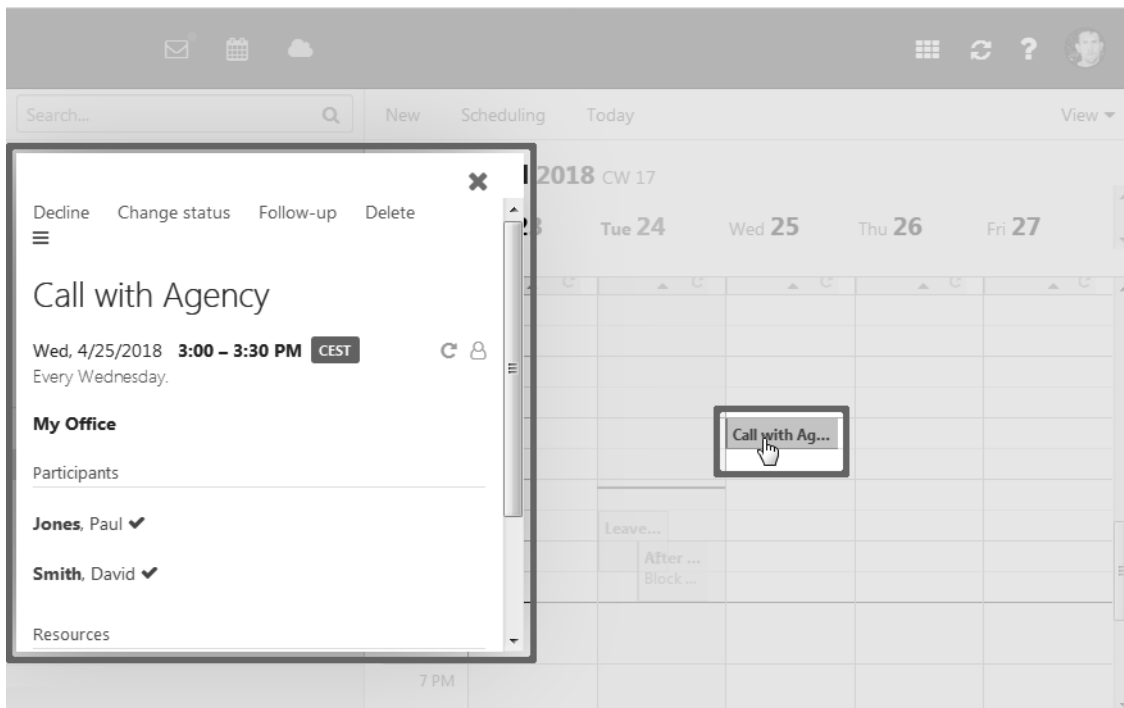 Search...
New Scheduling Today View
2018 CW 17
Tue 24 Wed 25 Thu 26 Fri 27
Decline Change status Follow-up Delete
Call with Agency
Wed, 4/25/2018 3:00 – 3:30 PM CEST
Every Wednesday.
My Office
Participants
Jones, Paul
Smith, David
Resources
Call with Ag...
Leave...
After ...
Block ...
7 PM